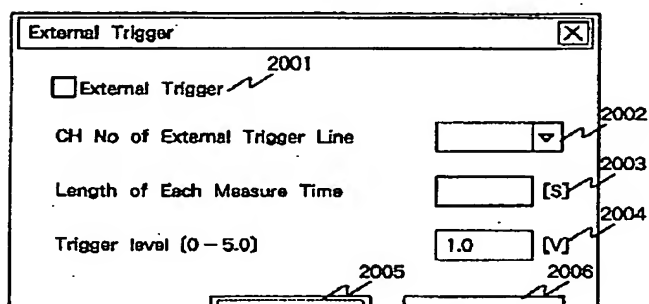 External Trigger
2001
External Trigger
2002
CH No of External Trigger Line
2003
Length of Each Measure Time [S]
2004
Trigger level (0 - 5.0) 1.0 [V]
2005 2006